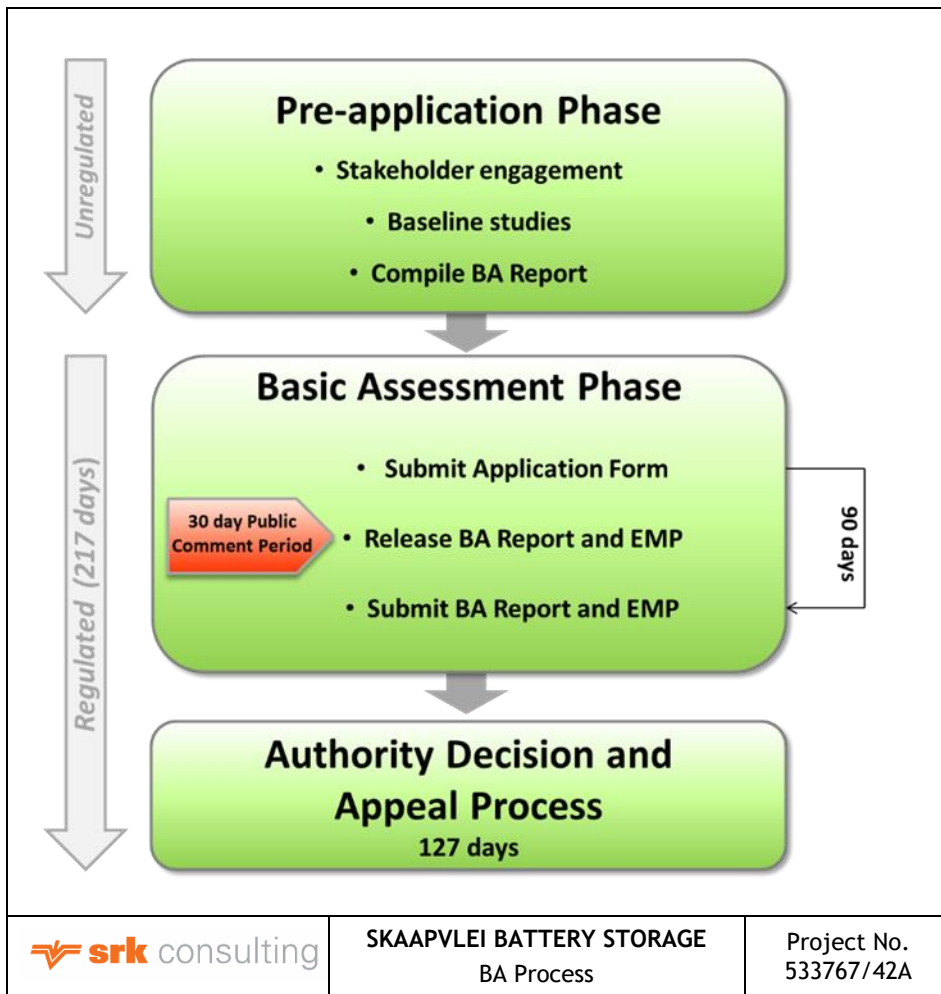 Unregulated
Pre-application Phase
• Stakeholder engagement
• Baseline studies
• Compile BA Report
Regulated (217 days)
Basic Assessment Phase
• Submit Application Form
30 day Public
Comment Period
• Release BA Report and EMP
• Submit BA Report and EMP
90 days
Authority Decision and
Appeal Process
127 days
srk consulting
SKAAPVLEI BATTERY STORAGE
BA Process
Project No.
533767/42A